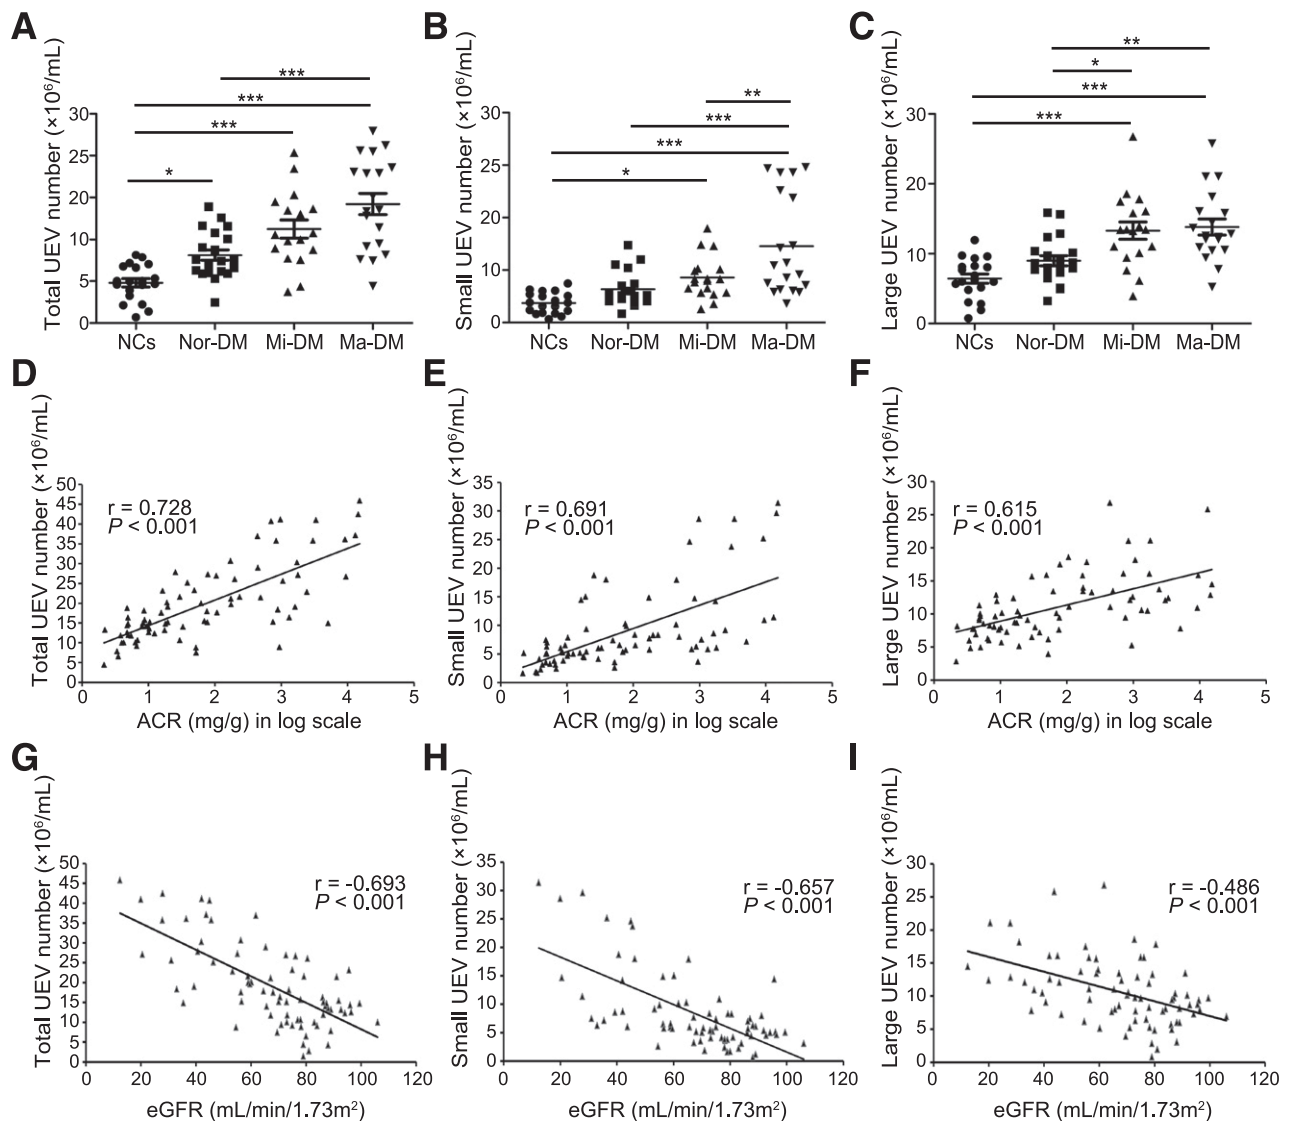 A
Total UEV number (×10⁶/mL)
30
25
20
10
5
0
***
***
***
*
NCs Nor-DM Mi-DM Ma-DM
B
Small UEV number (×10⁶/mL)
30
25
20
10
0
**
***
***
*
NCs Nor-DM Mi-DM Ma-DM
C
Large UEV number (×10⁶/mL)
30
20
10
0
**
*
***
***
NCs Nor-DM Mi-DM Ma-DM
D
Total UEV number (×10⁶/mL)
50
45
40
35
30
25
20
15
10
5
0
r = 0.728
P < 0.001
0 1 2 3 4 5
ACR (mg/g) in log scale
E
Small UEV number (×10⁶/mL)
35
30
25
20
15
10
5
0
r = 0.691
P < 0.001
0 1 2 3 4 5
ACR (mg/g) in log scale
F
Large UEV number (×10⁶/mL)
30
25
20
15
10
5
0
r = 0.615
P < 0.001
0 1 2 3 4 5
ACR (mg/g) in log scale
G
Total UEV number (×10⁶/mL)
50
45
40
35
30
25
20
15
10
5
0
r = -0.693
P < 0.001
0 20 40 60 80 100 120
eGFR (mL/min/1.73m²)
H
Small UEV number (×10⁶/mL)
35
30
25
20
15
10
5
0
r = -0.657
P < 0.001
0 20 40 60 80 100 120
eGFR (mL/min/1.73m²)
I
Large UEV number (×10⁶/mL)
30
25
20
15
10
5
0
r = -0.486
P < 0.001
0 20 40 60 80 100 120
eGFR (mL/min/1.73m²)